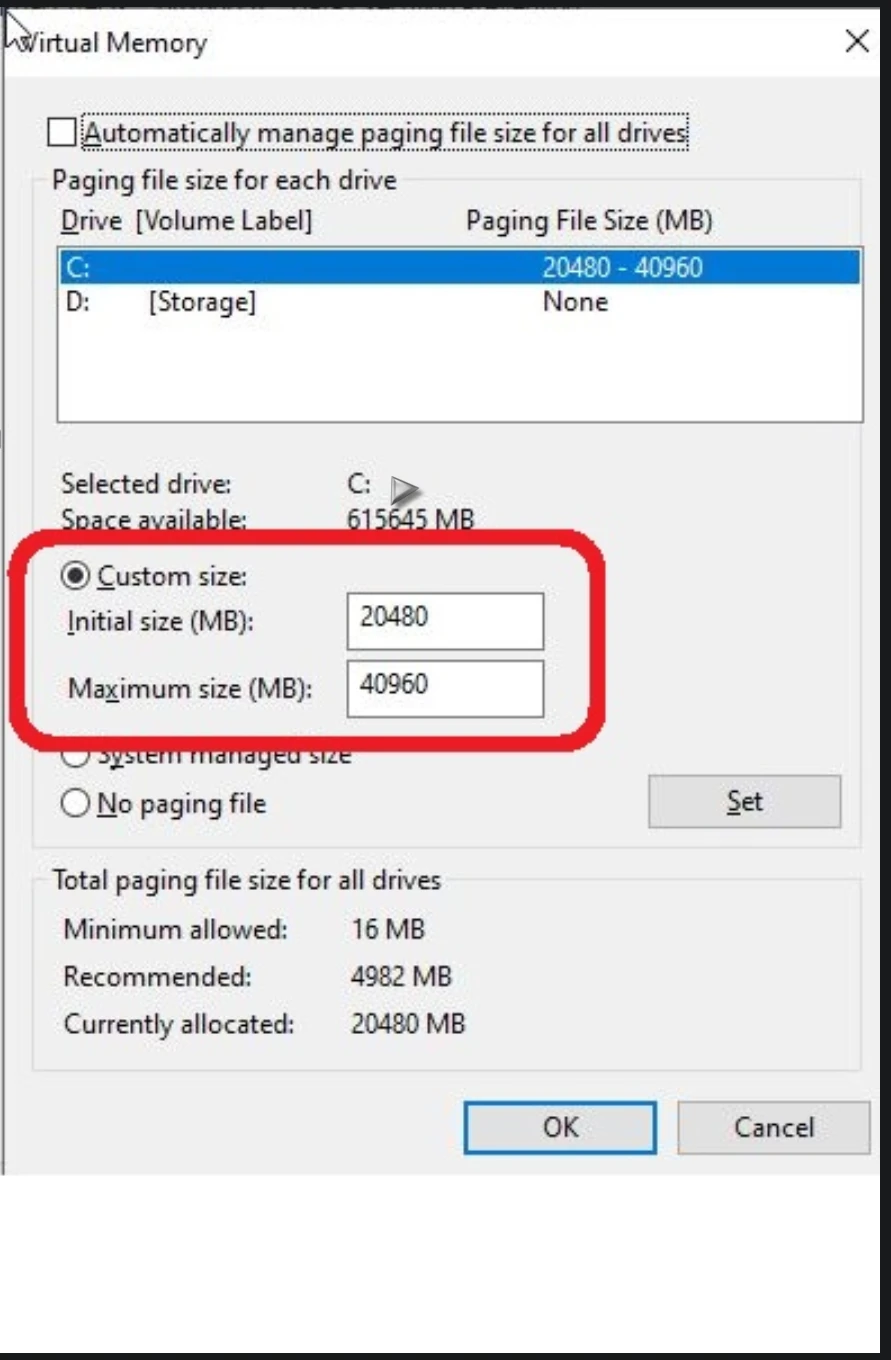 Virtual Memory
Automatically manage paging file size for all drives
Paging file size for each drive
Drive [Volume Label] Paging File Size (MB)
C: 20480 - 40960
D: [Storage] None
Selected drive: C:
Space available: 615645 MB
Custom size:
Initial size (MB): 20480
Maximum size (MB): 40960
System managed size
No paging file
Set
Total paging file size for all drives
Minimum allowed: 16 MB
Recommended: 4982 MB
Currently allocated: 20480 MB
OK Cancel